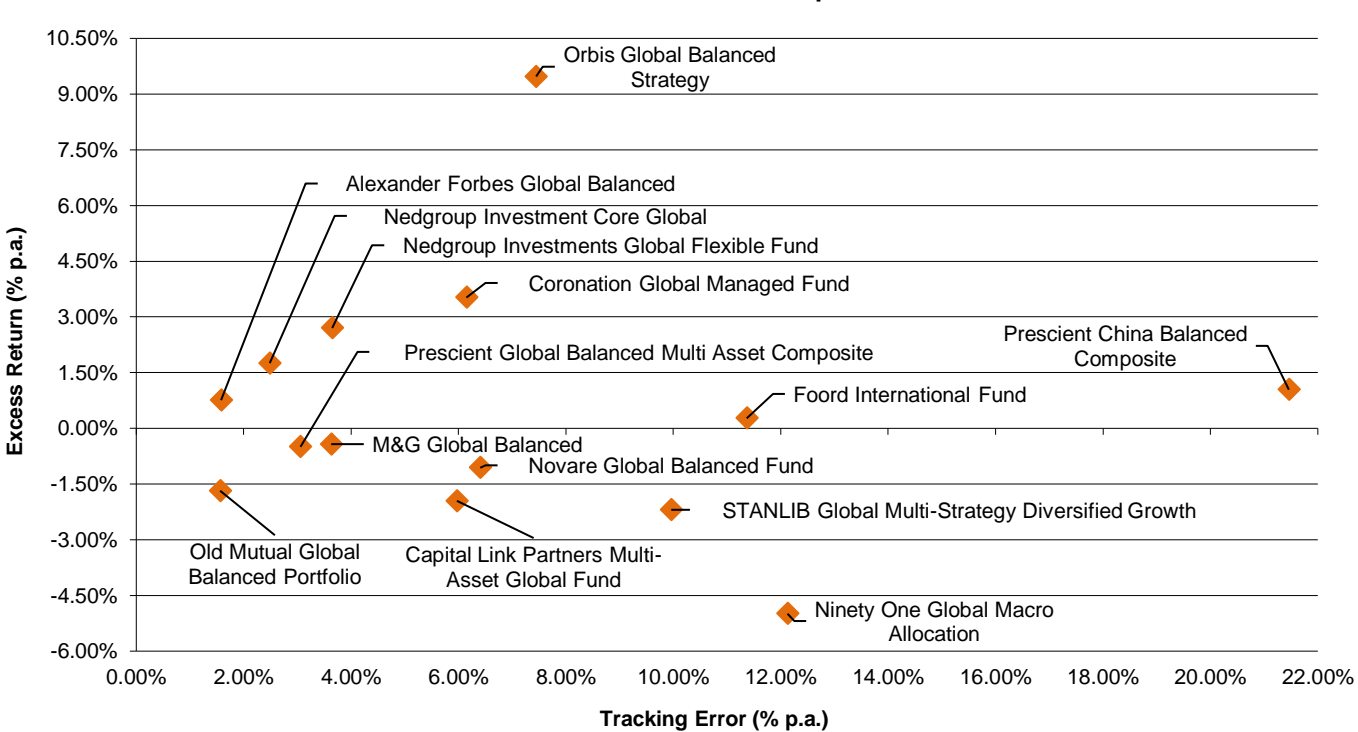 10.50%
Orbis Global Balanced
Strategy
9.00%
7.50%
Alexander Forbes Global Balanced
6.00%
Nedgroup Investment Core Global
Nedgroup Investments Global Flexible Fund
4.50%
Coronation Global Managed Fund
3.00%
Prescient China Balanced
Composite
Prescient Global Balanced Multi Asset Composite
1.50%
Foord International Fund
0.00%
M&G Global Balanced
Novare Global Balanced Fund
-1.50%
STANLIB Global Multi-Strategy Diversified Growth
-3.00%
Old Mutual Global
Balanced Portfolio
Capital Link Partners Multi-
Asset Global Fund
-4.50%
Ninety One Global Macro
Allocation
-6.00%
0.00% 2.00% 4.00% 6.00% 8.00% 10.00% 12.00% 14.00% 16.00% 18.00% 20.00% 22.00%
Excess Return (% p.a.)
Tracking Error (% p.a.)